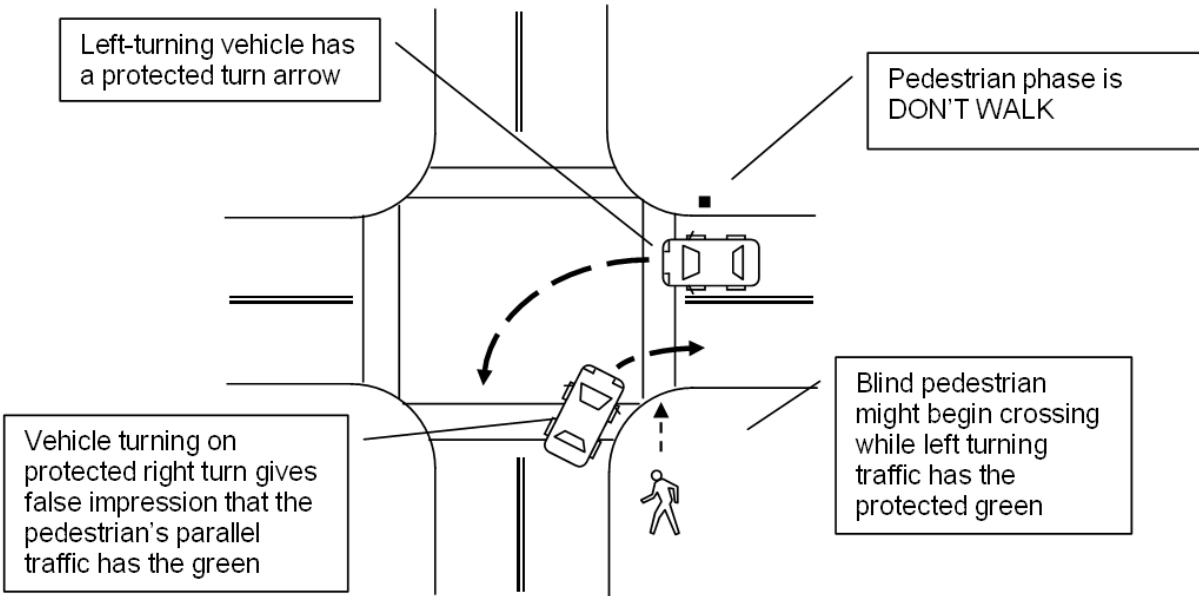 Left-turning vehicle has
a protected turn arrow
Pedestrian phase is
DON’T WALK
Vehicle turning on
protected right turn gives
false impression that the
pedestrian’s parallel
traffic has the green
Blind pedestrian
might begin crossing
while left turning
traffic has the
protected green